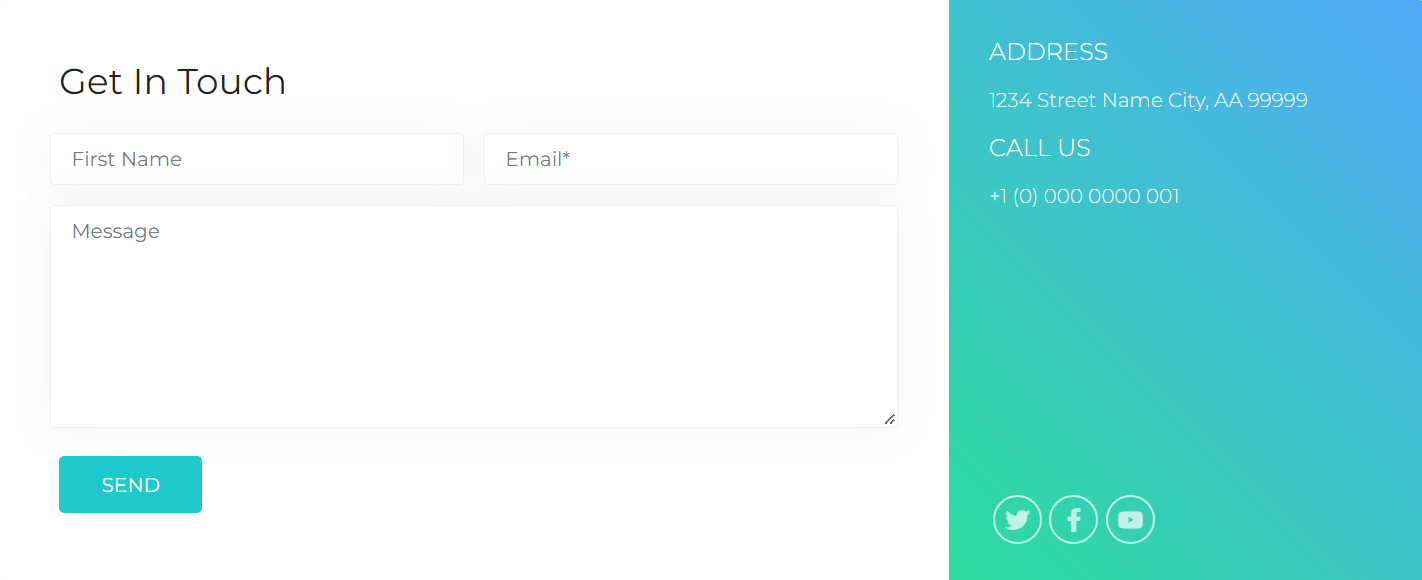 Get In Touch
First Name
Email*
Message
SEND
ADDRESS
1234 Street Name City, AA 99999
CALL US
+1 (0) 000 0000 001